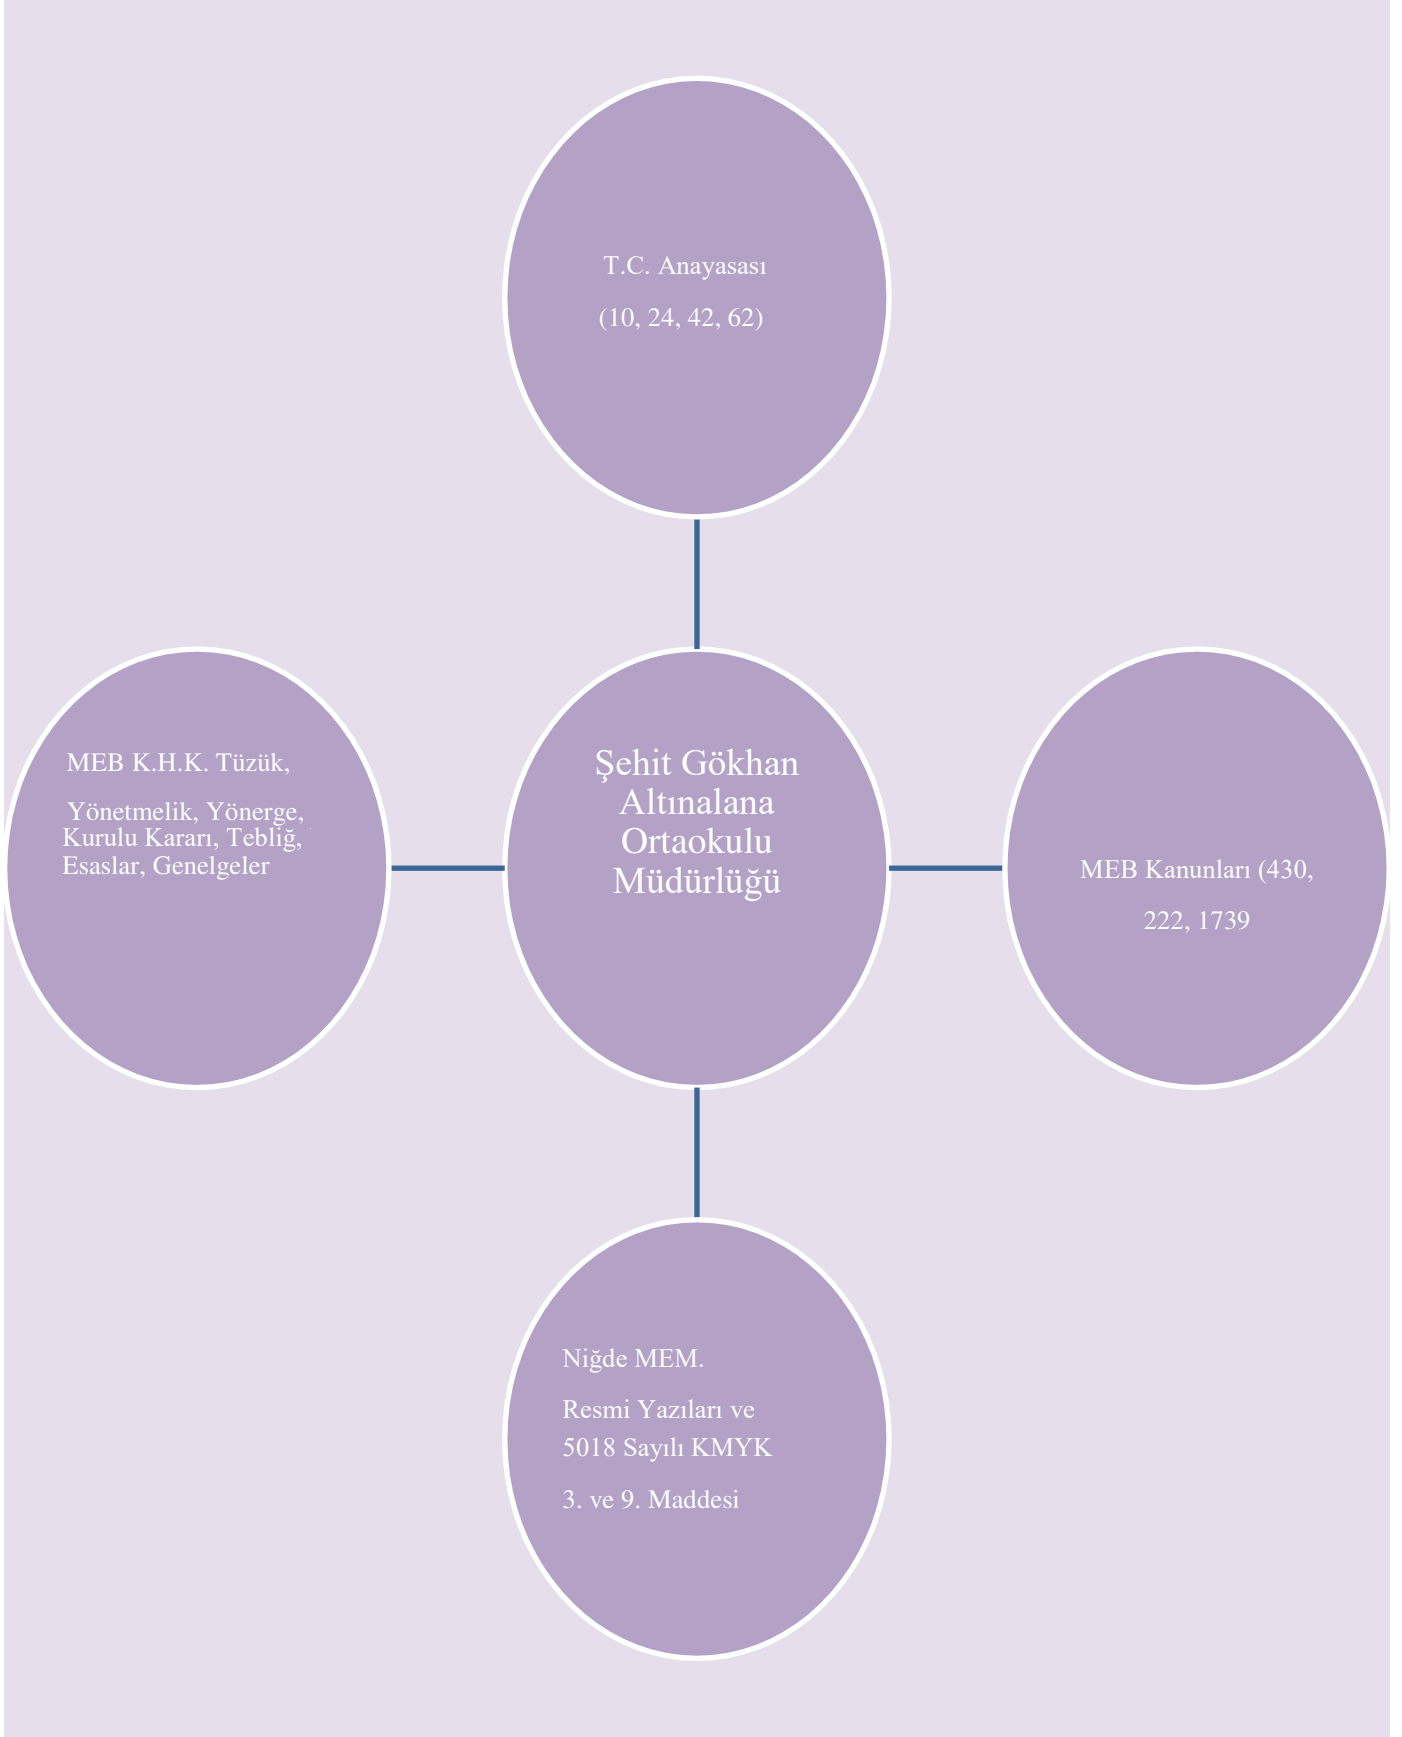 T.C. Anayasası
(10, 24, 42, 62)
MEB K.H.K. Tüzük,
Yönetmelik, Yönerge,
Kurulu Kararı, Tebliğ,
Esaslar, Genelgeler
Şehit Gökhan
Altınalana
Ortaokulu
Müdürlüğü
MEB Kanunları (430,
222, 1739
Niğde MEM.
Resmi Yazıları ve
5018 Sayılı KMYK
3. ve 9. Maddesi